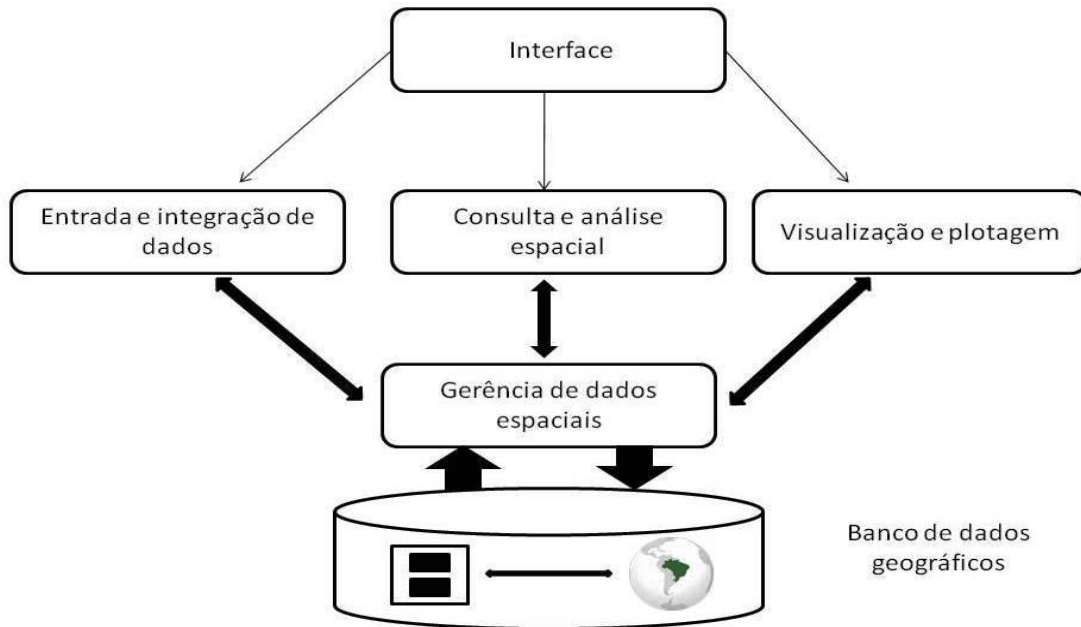 Interface
Entrada e integração de
dados
Consulta e análise
espacial
Visualização e plotagem
Gerência de dados
espaciais
Banco de dados
geográficos